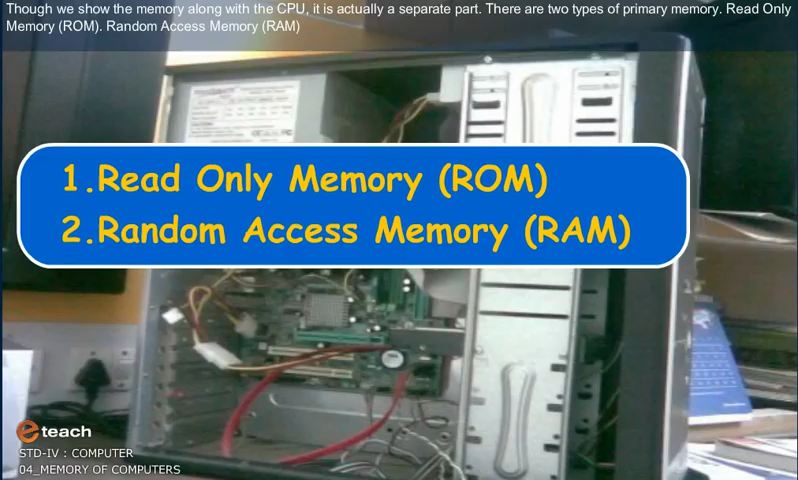 Though we show the memory along with the CPU, it is actually a separate part. There are two types of primary memory. Read Only
Memory (ROM). Random Access Memory (RAM)
1.Read Only Memory (ROM)
2.Random Access Memory (RAM)
eteach
STD-IV : COMPUTER
04_MEMORY OF COMPUTERS